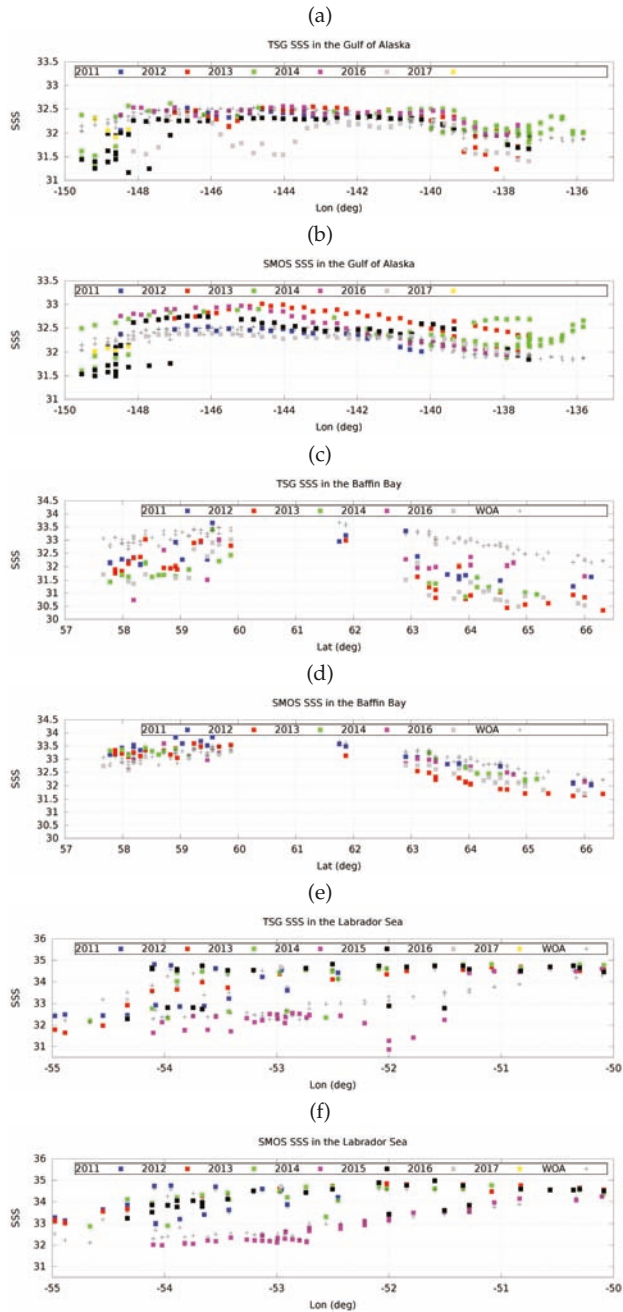 (a)
TSG SSS in the Gulf of Alaska
33.5
33
32.5
32
31.5
31
SSS
2011 2012 2013 2014 2016 2017
-150 -148 -146 -144 -142 -140 -138 -136
Lon (deg)
(b)
SMOS SSS in the Gulf of Alaska
33.5
33
32.5
32
31.5
31
SSS
2011 2012 2013 2014 2016 2017
-150 -148 -146 -144 -142 -140 -138 -136
Lon (deg)
(c)
TSG SSS in the Baffin Bay
34.5
34
33.5
33
32.5
32
31.5
31
30.5
30
SSS
2011 2012 2013 2014 2016 WOA
57 58 59 60 61 62 63 64 65 66
Lat (deg)
(d)
SMOS SSS in the Baffin Bay
34.5
34
33.5
33
32.5
32
31.5
31
30.5
30
SSS
2011 2012 2013 2014 2016 WOA
57 58 59 60 61 62 63 64 65 66
Lat (deg)
(e)
TSG SSS in the Labrador Sea
36
35
34
33
32
31
SSS
2011 2012 2013 2014 2015 2016 2017 WOA
-55 -54 -53 -52 -51 -50
Lon (deg)
(f)
SMOS SSS in the Labrador Sea
36
35
34
33
32
31
SSS
2011 2012 2013 2014 2015 2016 2017 WOA
-55 -54 -53 -52 -51 -50
Lon (deg)